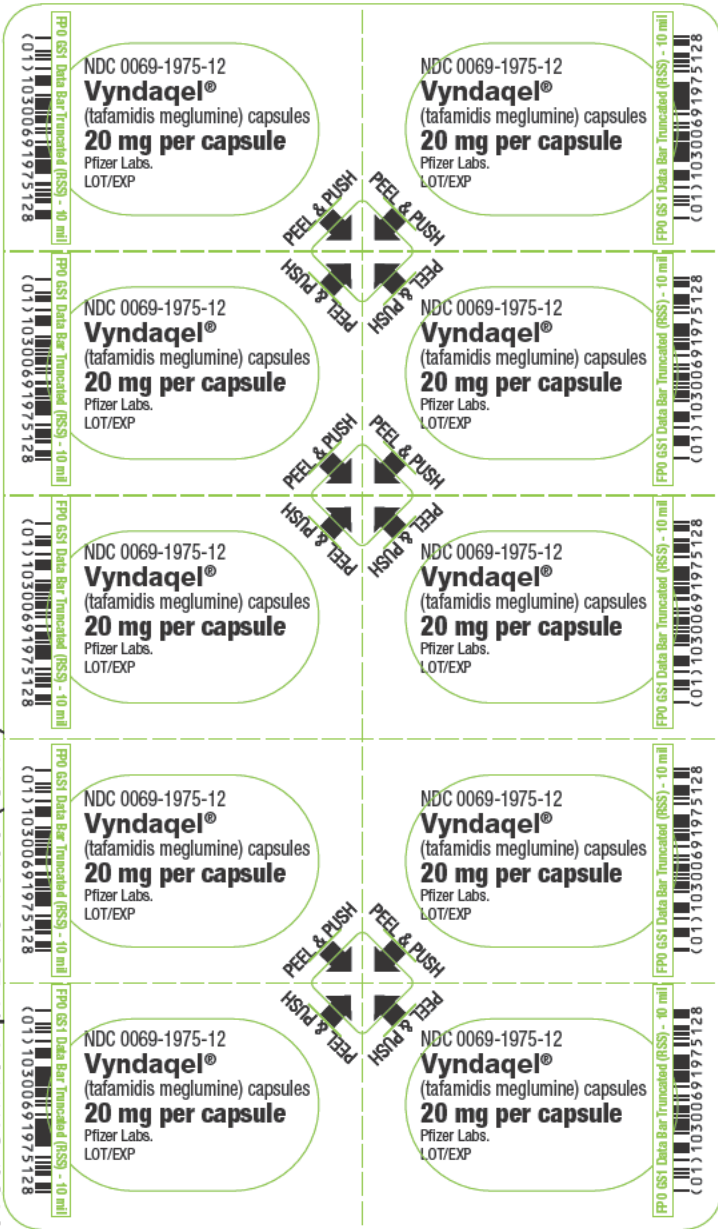 (01)10300691975128
FPO GS1 Data Bar Truncated (RSS) - 10 mil
NDC 0069-1975-12
Vyndaqel®
(tafamidis meglumine) capsules
20 mg per capsule
Pfizer Labs.
LOT/EXP
NDC 0069-1975-12
Vyndaqel®
(tafamidis meglumine) capsules
20 mg per capsule
Pfizer Labs.
LOT/EXP
FPO GS1 Data Bar Truncated (RSS) - 10 mil
(01)10300691975128
PEEL & PUSH
PEEL & PUSH
PEEL & PUSH
PEEL & PUSH
(01)10300691975128
FPO GS1 Data Bar Truncated (RSS) - 10 mil
NDC 0069-1975-12
Vyndaqel®
(tafamidis meglumine) capsules
20 mg per capsule
Pfizer Labs.
LOT/EXP
NDC 0069-1975-12
Vyndaqel®
(tafamidis meglumine) capsules
20 mg per capsule
Pfizer Labs.
LOT/EXP
FPO GS1 Data Bar Truncated (RSS) - 10 mil
(01)10300691975128
PEEL & PUSH
PEEL & PUSH
PEEL & PUSH
PEEL & PUSH
(01)10300691975128
FPO GS1 Data Bar Truncated (RSS) - 10 mil
NDC 0069-1975-12
Vyndaqel®
(tafamidis meglumine) capsules
20 mg per capsule
Pfizer Labs.
LOT/EXP
NDC 0069-1975-12
Vyndaqel®
(tafamidis meglumine) capsules
20 mg per capsule
Pfizer Labs.
LOT/EXP
FPO GS1 Data Bar Truncated (RSS) - 10 mil
(01)10300691975128
(01)10300691975128
FPO GS1 Data Bar Truncated (RSS) - 10 mil
NDC 0069-1975-12
Vyndaqel®
(tafamidis meglumine) capsules
20 mg per capsule
Pfizer Labs.
LOT/EXP
NDC 0069-1975-12
Vyndaqel®
(tafamidis meglumine) capsules
20 mg per capsule
Pfizer Labs.
LOT/EXP
FPO GS1 Data Bar Truncated (RSS) - 10 mil
(01)10300691975128
PEEL & PUSH
PEEL & PUSH
PEEL & PUSH
PEEL & PUSH
(01)10300691975128
FPO GS1 Data Bar Truncated (RSS) - 10 mil
NDC 0069-1975-12
Vyndaqel®
(tafamidis meglumine) capsules
20 mg per capsule
Pfizer Labs.
LOT/EXP
NDC 0069-1975-12
Vyndaqel®
(tafamidis meglumine) capsules
20 mg per capsule
Pfizer Labs.
LOT/EXP
FPO GS1 Data Bar Truncated (RSS) - 10 mil
(01)10300691975128